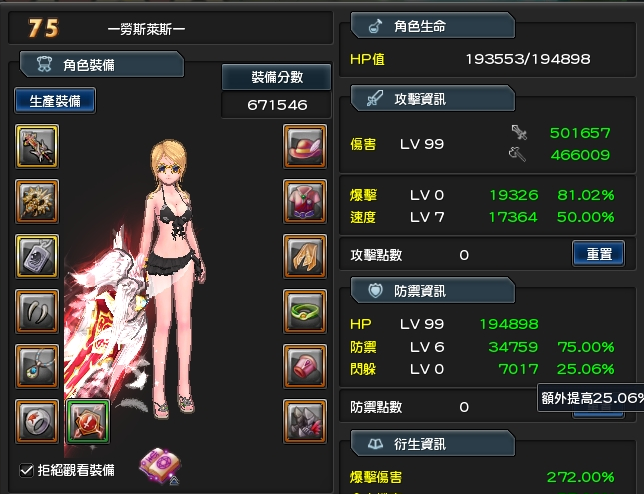 75 一勞斯萊斯一
角色裝備
生產裝備
裝備分數
671546
拒絕觀看裝備
角色生命
HP值 193553/194898
攻擊資訊
傷害 LV 99 501657
466009
爆擊 LV 0 19326 81.02%
速度 LV 7 17364 50.00%
攻擊點數 0 重置
防禦資訊
HP LV 99 194898
防禦 LV 6 34759 75.00%
閃躲 LV 0 7017 25.06%
額外提高25.06%
防禦點數 0
衍生資訊
爆擊傷害 272.00%